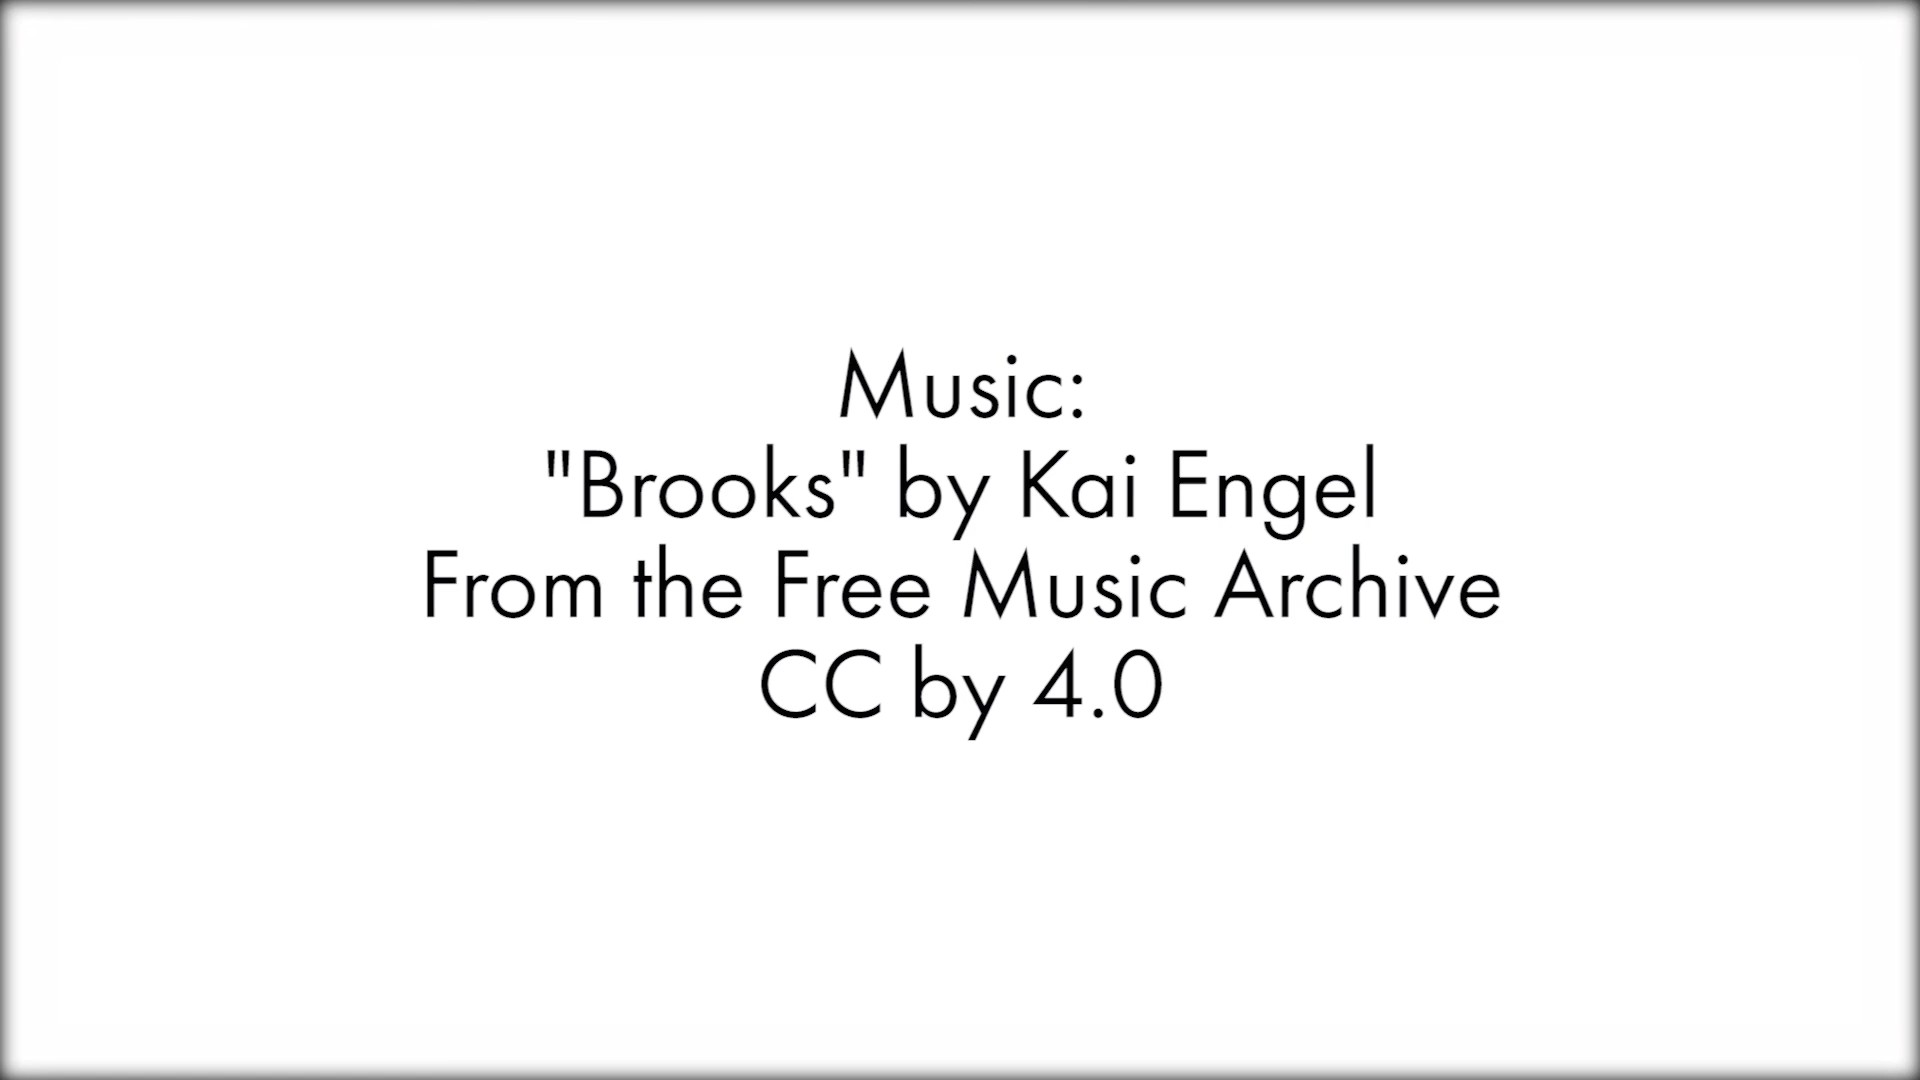 Music:
"Brooks" by Kai Engel
From the Free Music Archive
CC by 4.0